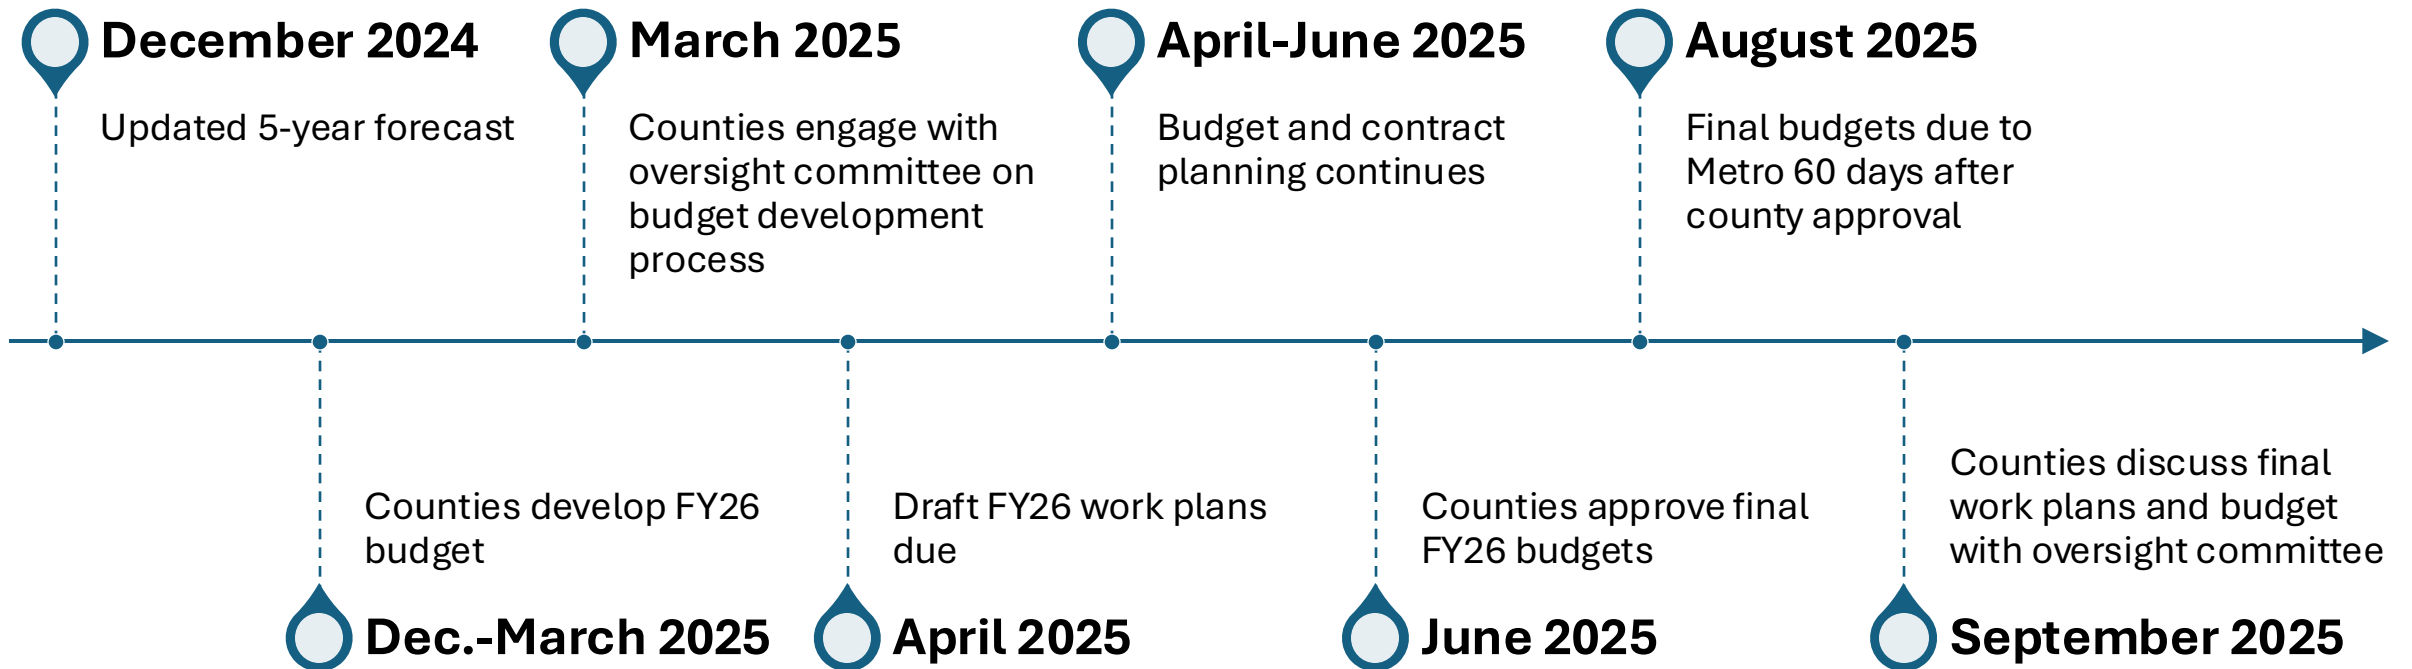 December 2024
Updated 5-year forecast
March 2025
Counties engage with
oversight committee on
budget development
process
April-June 2025
Budget and contract
planning continues
August 2025
Final budgets due to
Metro 60 days after
county approval
Counties develop FY26
budget
Dec.-March 2025
Draft FY26 work plans
due
April 2025
Counties approve final
FY26 budgets
June 2025
Counties discuss final
work plans and budget
with oversight committee
September 2025